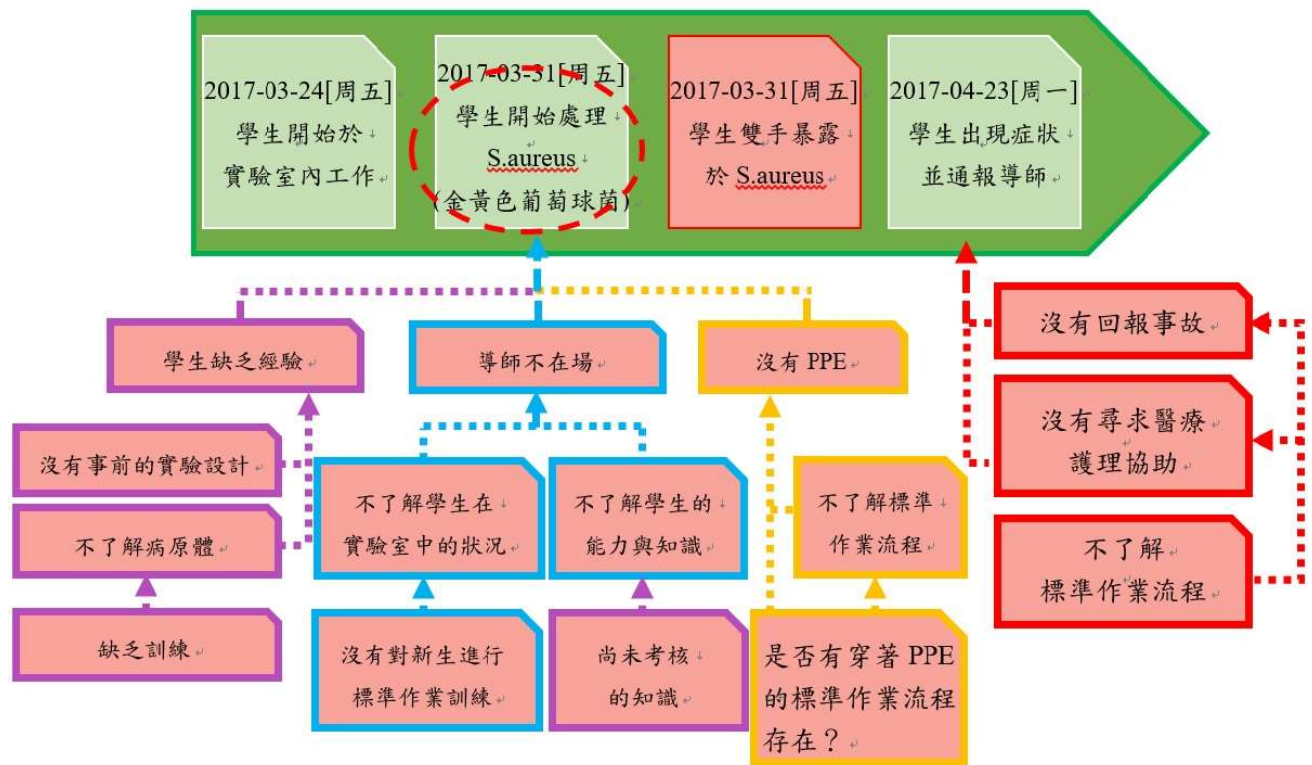 2017-03-24[周五]
學生開始於
實驗室內工作
2017-03-31[周五]
學生開始處理
S.aureus
(金黃色葡萄球菌)
2017-03-31[周五]
學生雙手暴露
於 S.aureus
2017-04-23[周一]
學生出現症狀
並通報導師
學生缺乏經驗
導師不在場
沒有 PPE
沒有回報事故
沒有事前的實驗設計
不了解病原體
缺乏訓練
不了解學生在
實驗室中的狀況
不了解學生的
能力與知識
不了解標準
作業流程
沒有尋求醫療
護理協助
沒有對新生進行
標準作業訓練
尚未考核
的知識
是否有穿著 PPE
的標準作業流程
存在？
不了解
標準作業流程